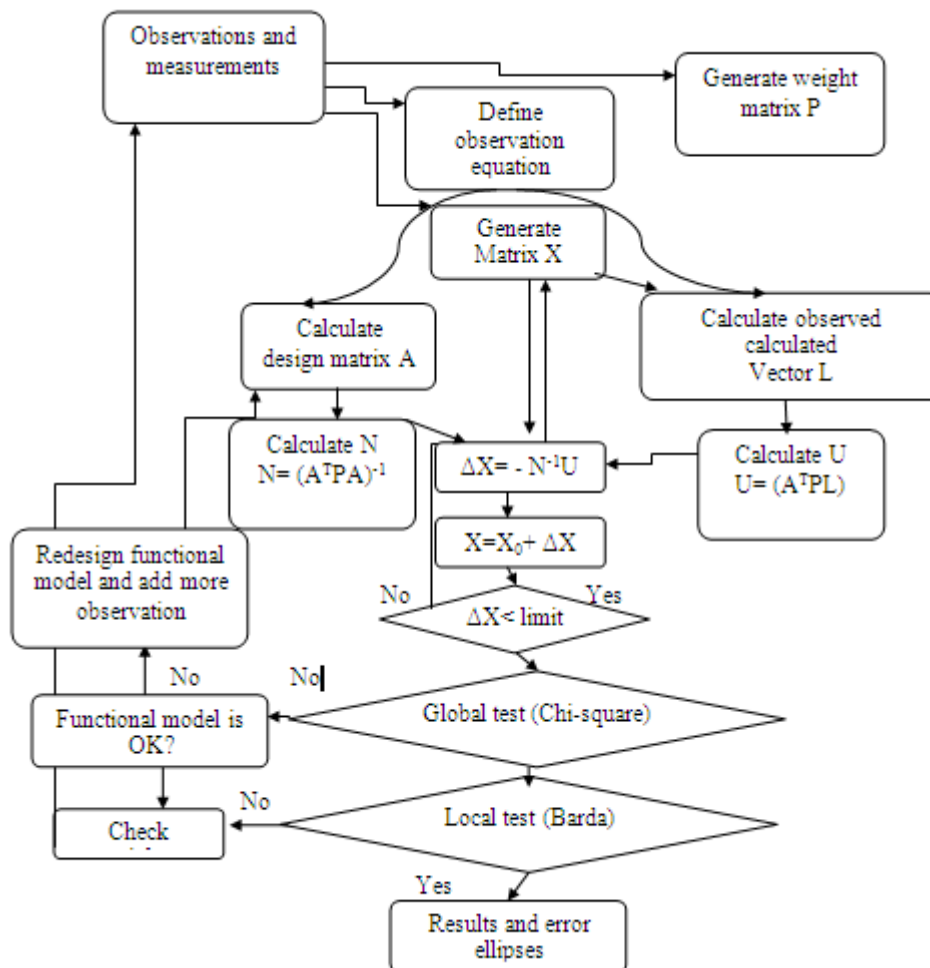 Observations and
measurements
Generate weight
matrix P
Define
observation
equation
Generate
Matrix X
Calculate
design matrix A
Calculate observed
calculated
Vector L
Calculate N
N= (AᵀPA)⁻¹
ΔX= - N⁻¹U
Calculate U
U= (AᵀPL)
X=X₀+ ΔX
Redesign functional
model and add more
observation
No
Yes
ΔX< limit
No
No
Global test (Chi-square)
Functional model is
OK?
No
Local test (Barda)
Check
Yes
Results and error
ellipses